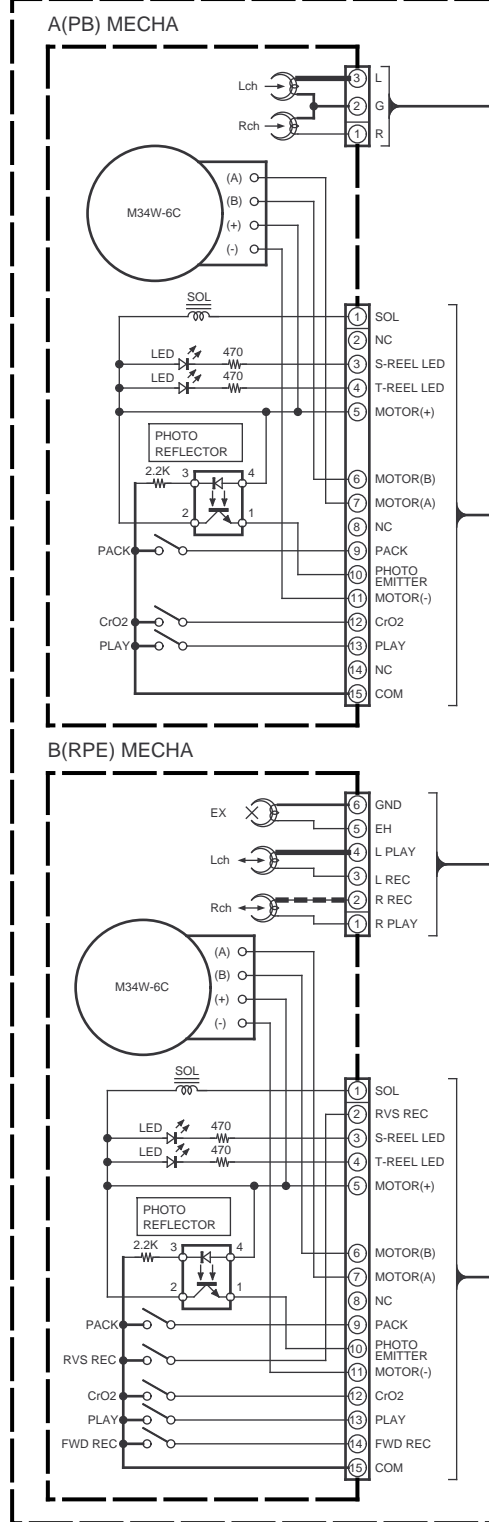 A(PB) MECHA
Lch
Rch
3 L
2 G
1 R
M34W-6C
(A)
(B)
(+)
(-)
SOL
LED 470
LED 470
PHOTO
REFLECTOR
2.2K 3 4
2 1
PACK
CrO2
PLAY
1 SOL
2 NC
3 S-REEL LED
4 T-REEL LED
5 MOTOR(+)
6 MOTOR(B)
7 MOTOR(A)
8 NC
9 PACK
10 PHOTO
EMITTER
11 MOTOR(-)
12 CrO2
13 PLAY
14 NC
15 COM
B(RPE) MECHA
EX
Lch
Rch
6 GND
5 EH
4 L PLAY
3 L REC
2 R REC
1 R PLAY
M34W-6C
(A)
(B)
(+)
(-)
SOL
LED 470
LED 470
PHOTO
REFLECTOR
2.2K 3 4
2 1
PACK
RVS REC
CrO2
PLAY
FWD REC
1 SOL
2 RVS REC
3 S-REEL LED
4 T-REEL LED
5 MOTOR(+)
6 MOTOR(B)
7 MOTOR(A)
8 NC
9 PACK
10 PHOTO
EMITTER
11 MOTOR(-)
12 CrO2
13 PLAY
14 FWD REC
15 COM